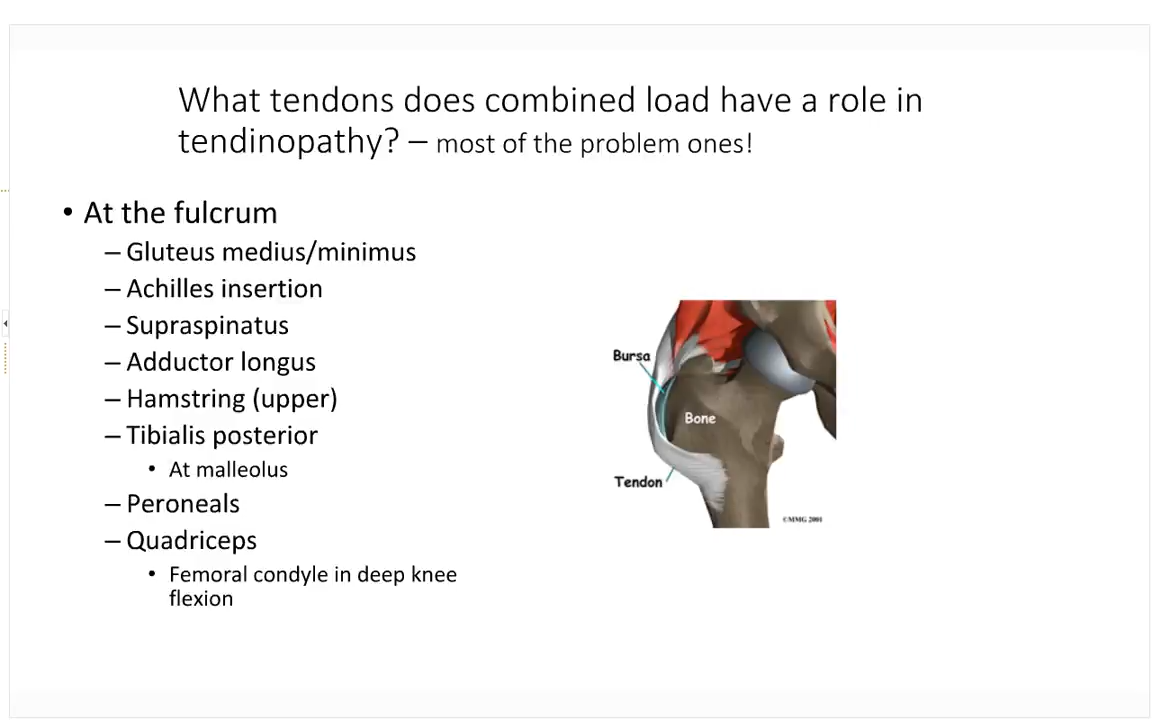 What tendons does combined load have a role in
tendinopathy? – most of the problem ones!
• At the fulcrum
– Gluteus medius/minimus
– Achilles insertion
– Supraspinatus
– Adductor longus
– Hamstring (upper)
– Tibialis posterior
• At malleolus
– Peroneals
– Quadriceps
• Femoral condyle in deep knee
flexion
Bursa
Bone
Tendon
©MMG 2001